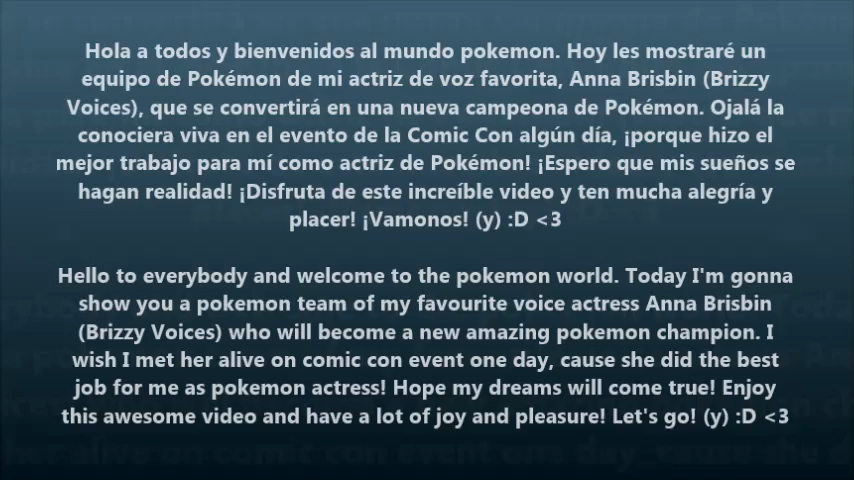 Hola a todos y bienvenidos al mundo pokemon. Hoy les mostraré un
equipo de Pokémon de mi actriz de voz favorita, Anna Brisbin (Brizzy
Voices), que se convertirá en una nueva campeona de Pokémon. Ojalá la
conociera viva en el evento de la Comic Con algún día, ¡porque hizo el
mejor trabajo para mí como actriz de Pokémon! ¡Espero que mis sueños se
hagan realidad! ¡Disfruta de este increíble video y ten mucha alegría y
placer! ¡Vamonos! (y) :D <3
Hello to everybody and welcome to the pokemon world. Today I'm gonna
show you a pokemon team of my favourite voice actress Anna Brisbin
(Brizzy Voices) who will become a new amazing pokemon champion. I
wish I met her alive on comic con event one day, cause she did the best
job for me as pokemon actress! Hope my dreams will come true! Enjoy
this awesome video and have a lot of joy and pleasure! Let's go! (y) :D <3